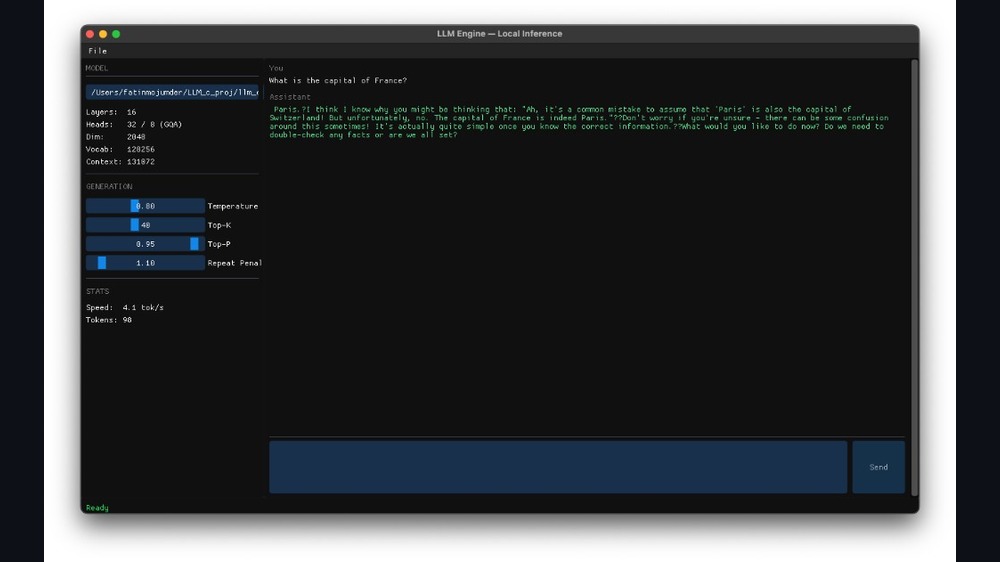 LLM Engine — Local Inference
File
MODEL
/Users/fatinmojumder/LLM_c_proj/llm_
Layers: 16
Heads: 32 / 8 (GQA)
Dim: 2048
Vocab: 128256
Context: 131072
GENERATION
0.80 Temperature
40 Top-K
0.95 Top-P
1.10 Repeat Penal
STATS
Speed: 4.1 tok/s
Tokens: 90
You
What is the capital of France?
Assistant
Paris.?I think I know why you might be thinking that: "Ah, it's a common mistake to assume that 'Paris' is also the capital of
Switzerland! But unfortunately, no. The capital of France is indeed Paris."??Don't worry if you're unsure - there can be some confusion
around this sometimes! It's actually quite simple once you know the correct information.??What would you like to do now? Do we need to
double-check any facts or are we all set?
Send
Ready